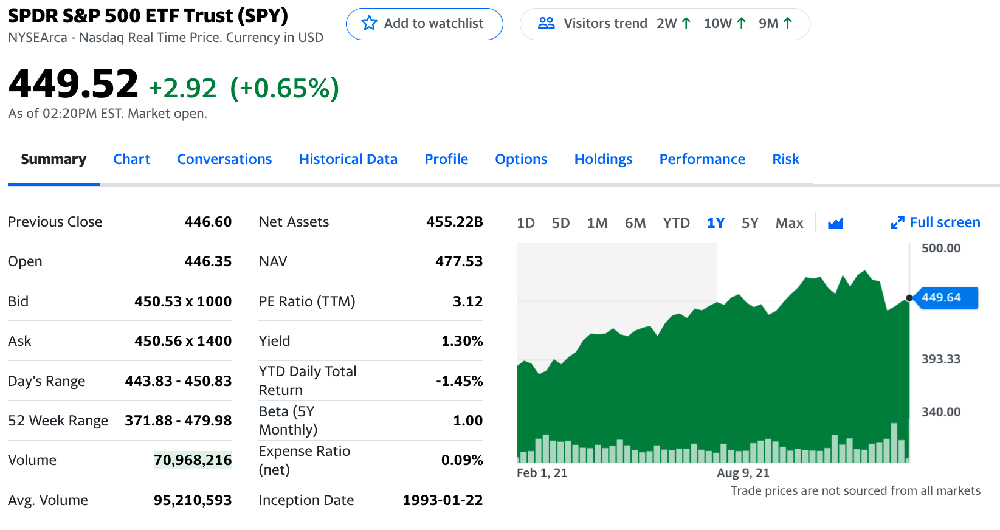 SPDR S&P 500 ETF Trust (SPY)
NYSEArca - Nasdaq Real Time Price. Currency in USD
Add to watchlist
Visitors trend 2W↑ 10W↑ 9M↑
449.52 +2.92 (+0.65%)
As of 02:20PM EST. Market open.
Summary Chart Conversations Historical Data Profile Options Holdings Performance Risk
Previous Close 446.60
Open 446.35
Bid 450.53 x 1000
Ask 450.56 x 1400
Day's Range 443.83 - 450.83
52 Week Range 371.88 - 479.98
Volume 70,968,216
Avg. Volume 95,210,593
Net Assets 455.22B
NAV 477.53
PE Ratio (TTM) 3.12
Yield 1.30%
YTD Daily Total
Return -1.45%
Beta (5Y
Monthly) 1.00
Expense Ratio
(net) 0.09%
Inception Date 1993-01-22
1D 5D 1M 6M YTD 1Y 5Y Max Full screen
500.00
449.64
393.33
340.00
Feb 1, 21 Aug 9, 21
Trade prices are not sourced from all markets